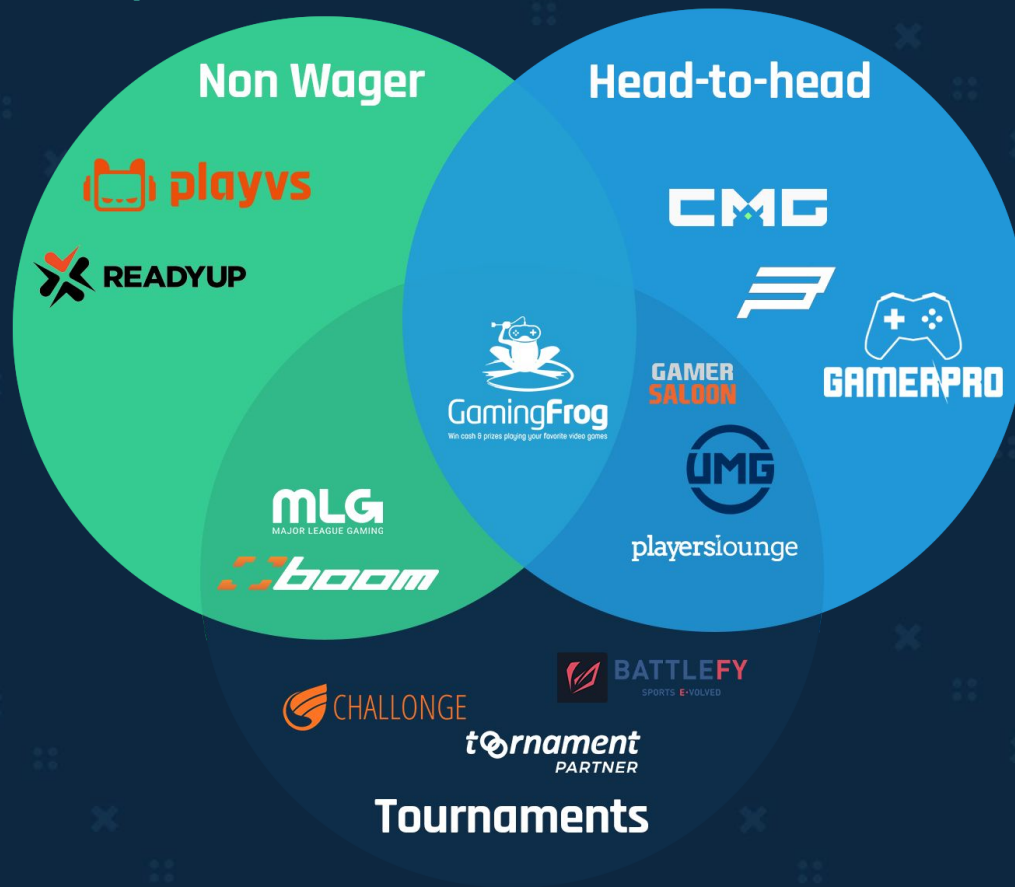 Non Wager
Head-to-head
playvs
READYUP
CMG
GAMERPRO
GAMER
SALOON
GamingFrog
Win cash & prizes playing your favorite video games
UMG
MLG
MAJOR LEAGUE GAMING
playerslounge
boom
BATTLEFY
SPORTS E•VOLVED
CHALLONGE
tournament
PARTNER
Tournaments